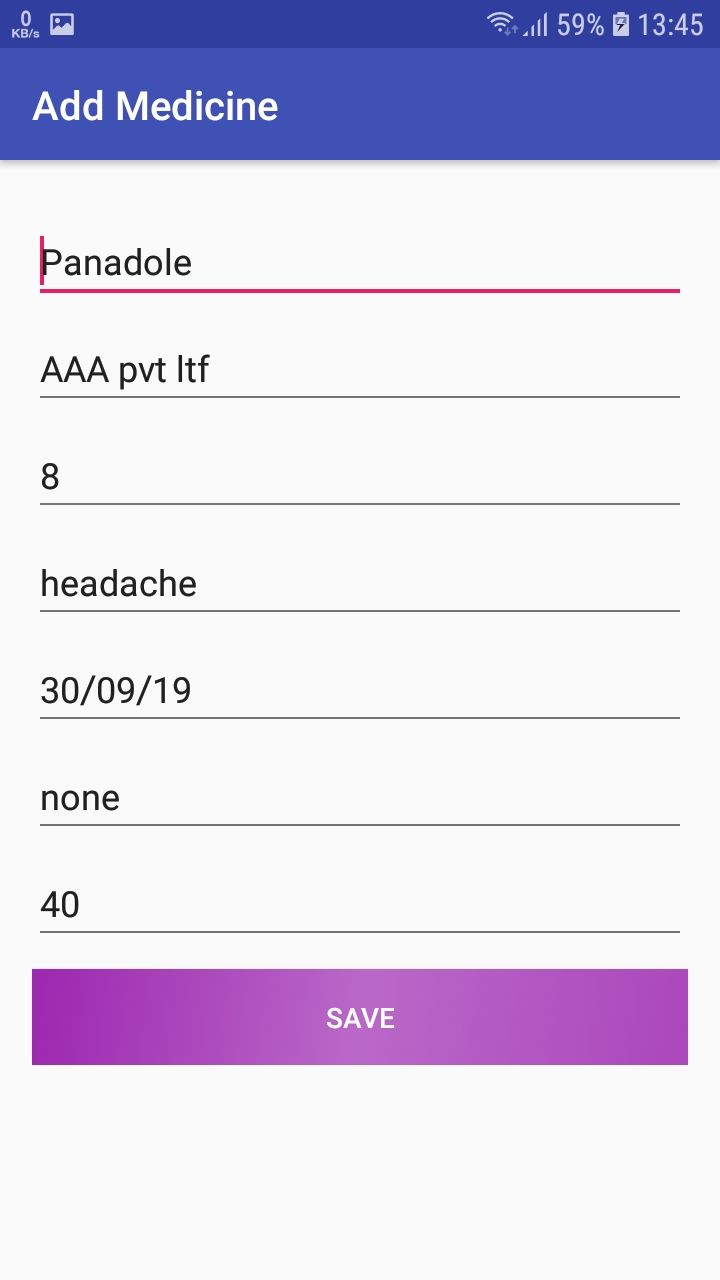 0
KB/s
59%
13:45
Add Medicine
Panadole
AAA pvt ltf
8
headache
30/09/19
none
40
SAVE